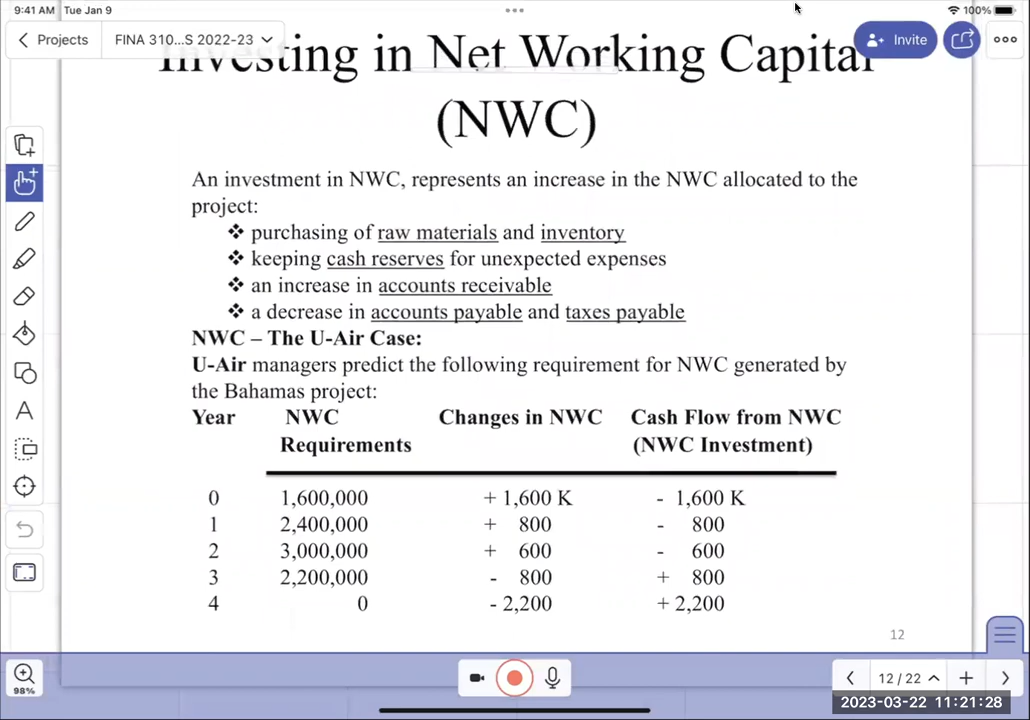 9:41 AM Tue Jan 9
100%
Projects
FINA 310...S 2022-23
Invite
Investing in Net Working Capital
(NWC)
An investment in NWC, represents an increase in the NWC allocated to the
project:
❖ purchasing of raw materials and inventory
❖ keeping cash reserves for unexpected expenses
❖ an increase in accounts receivable
❖ a decrease in accounts payable and taxes payable
NWC – The U-Air Case:
U-Air managers predict the following requirement for NWC generated by
the Bahamas project:
Year NWC Changes in NWC Cash Flow from NWC
Requirements (NWC Investment)
0 1,600,000 + 1,600 K - 1,600 K
1 2,400,000 + 800 - 800
2 3,000,000 + 600 - 600
3 2,200,000 - 800 + 800
4 0 - 2,200 + 2,200
12
A
98%
12 / 22
2023-03-22 11:21:28